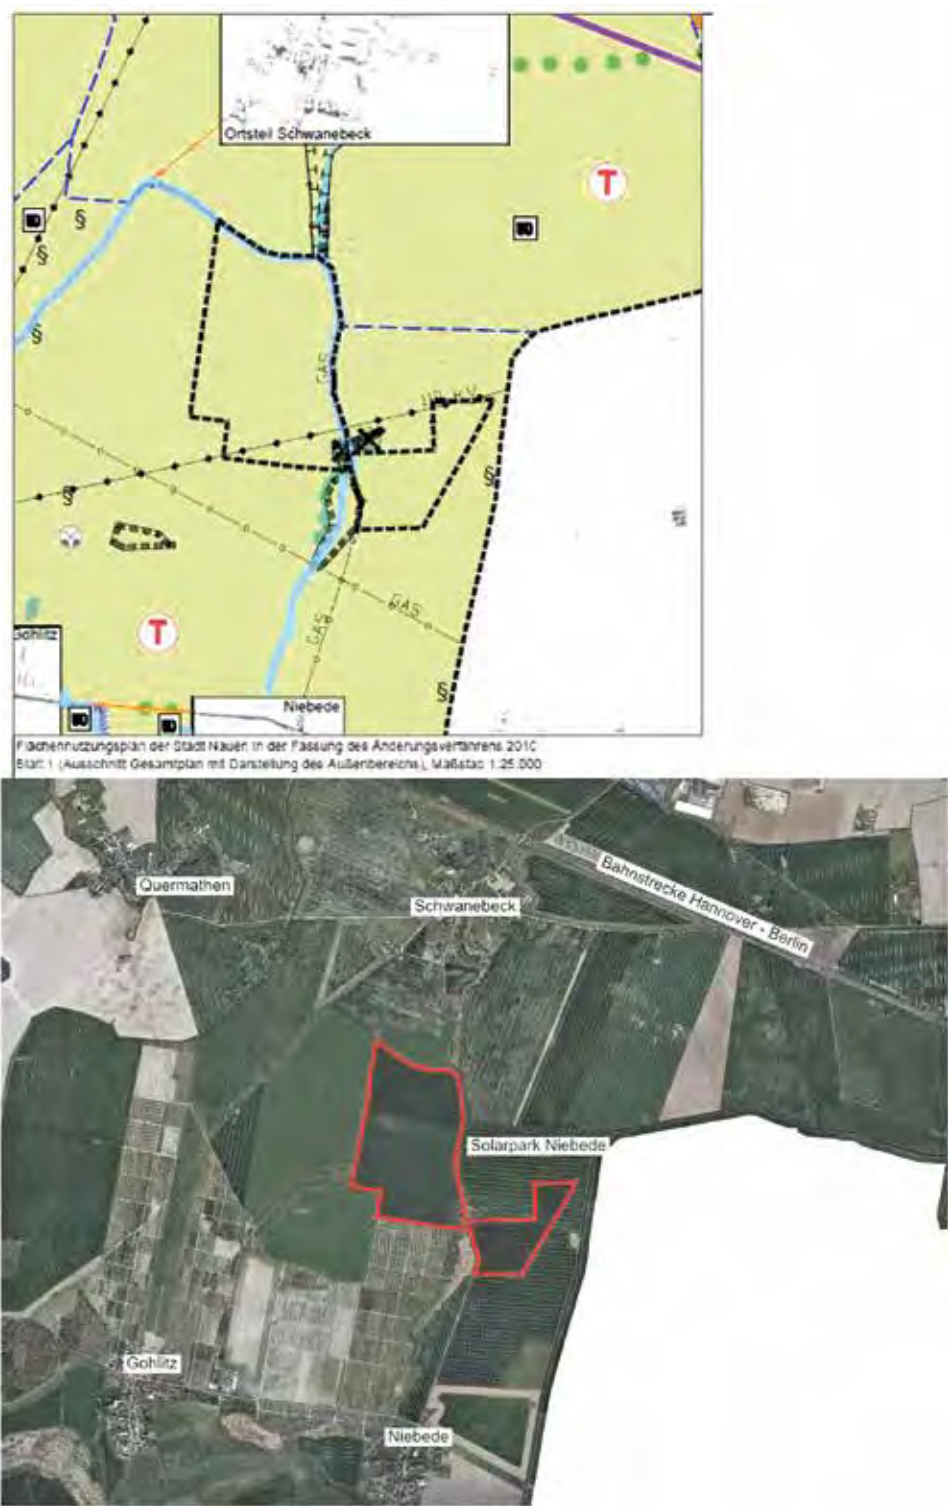 Ortsteil Schwanebeck
T
§
§
§
GAS
110 KV
§
§
T
GAS
GAS
§
Göhlitz
Niebede
Flächennutzungsplan der Stadt Nauen in der Fassung des Änderungsverfahrens 2010
Blatt 1 (Ausschnitt Gesamtplan mit Darstellung des Außenbereichs), Maßstab 1:25.000
Quermathen
Schwanebeck
Bahnstrecke Hannover - Berlin
Solarpark Niebede
Gohlitz
Niebede